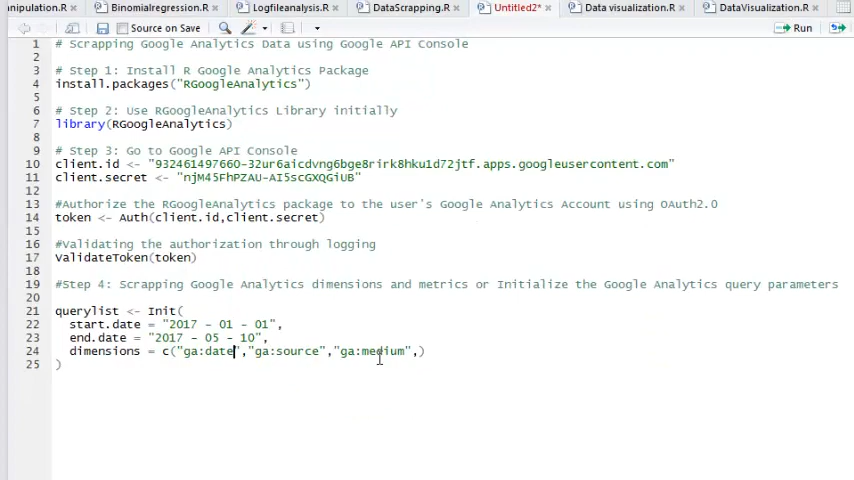 nipulation.R Binomialregression.R Logfileanalysis.R DataScrapping.R Untitled2* Data visualization.R DataVisualization.R
Source on Save Run
1 # Scrapping Google Analytics Data using Google API Console
2
3 # Step 1: Install R Google Analytics Package
4 install.packages("RGoogleAnalytics")
5
6 # Step 2: Use RGoogleAnalytics Library initially
7 library(RGoogleAnalytics)
8
9 # Step 3: Go to Google API Console
10 client.id <- "932461497660-32ur6aicdvng6bge8rirk8hku1d72jtf.apps.googleusercontent.com"
11 client.secret <- "njM45FhPZAU-AI5scGXQGiUB"
12
13 #Authorize the RGoogleAnalytics package to the user's Google Analytics Account using OAuth2.0
14 token <- Auth(client.id,client.secret)
15
16 #Validating the authorization through logging
17 ValidateToken(token)
18
19 #Step 4: Scrapping Google Analytics dimensions and metrics or Initialize the Google Analytics query parameters
20
21 querylist <- Init(
22 start.date = "2017 - 01 - 01",
23 end.date = "2017 - 05 - 10",
24 dimensions = c("ga:date","ga:source","ga:medium",)
25 )